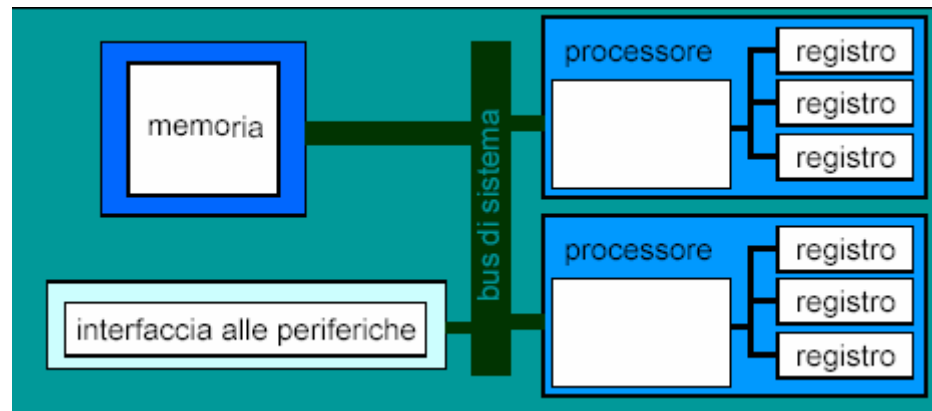 memoria
interfaccia alle periferiche
bus di sistema
processore
registro
registro
registro
processore
registro
registro
registro